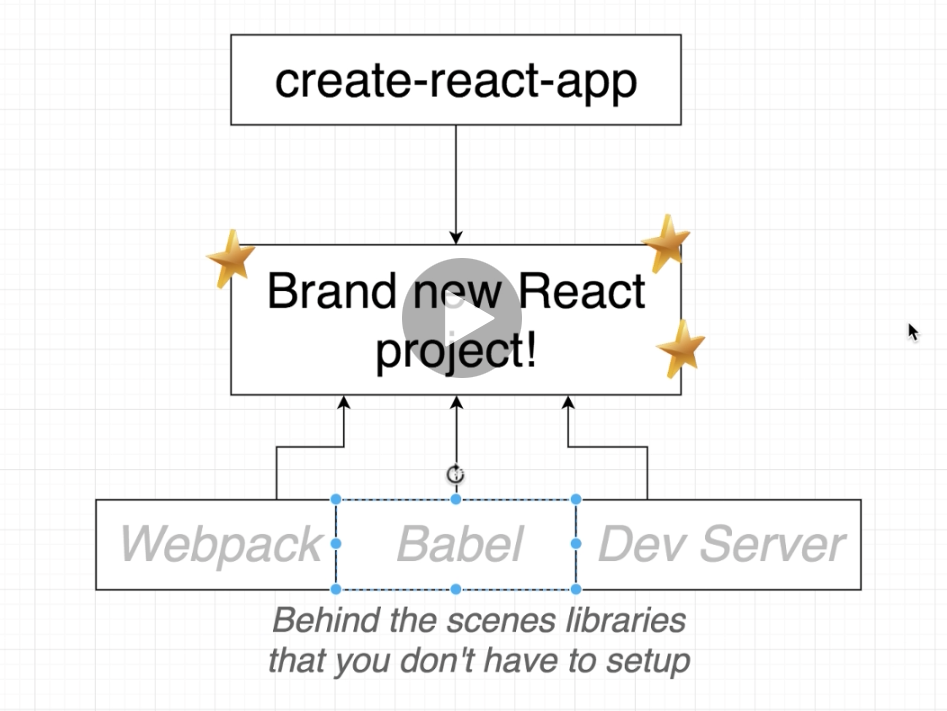 create-react-app
Brand new React
project!
Webpack
Babel
Dev Server
Behind the scenes libraries
that you don't have to setup